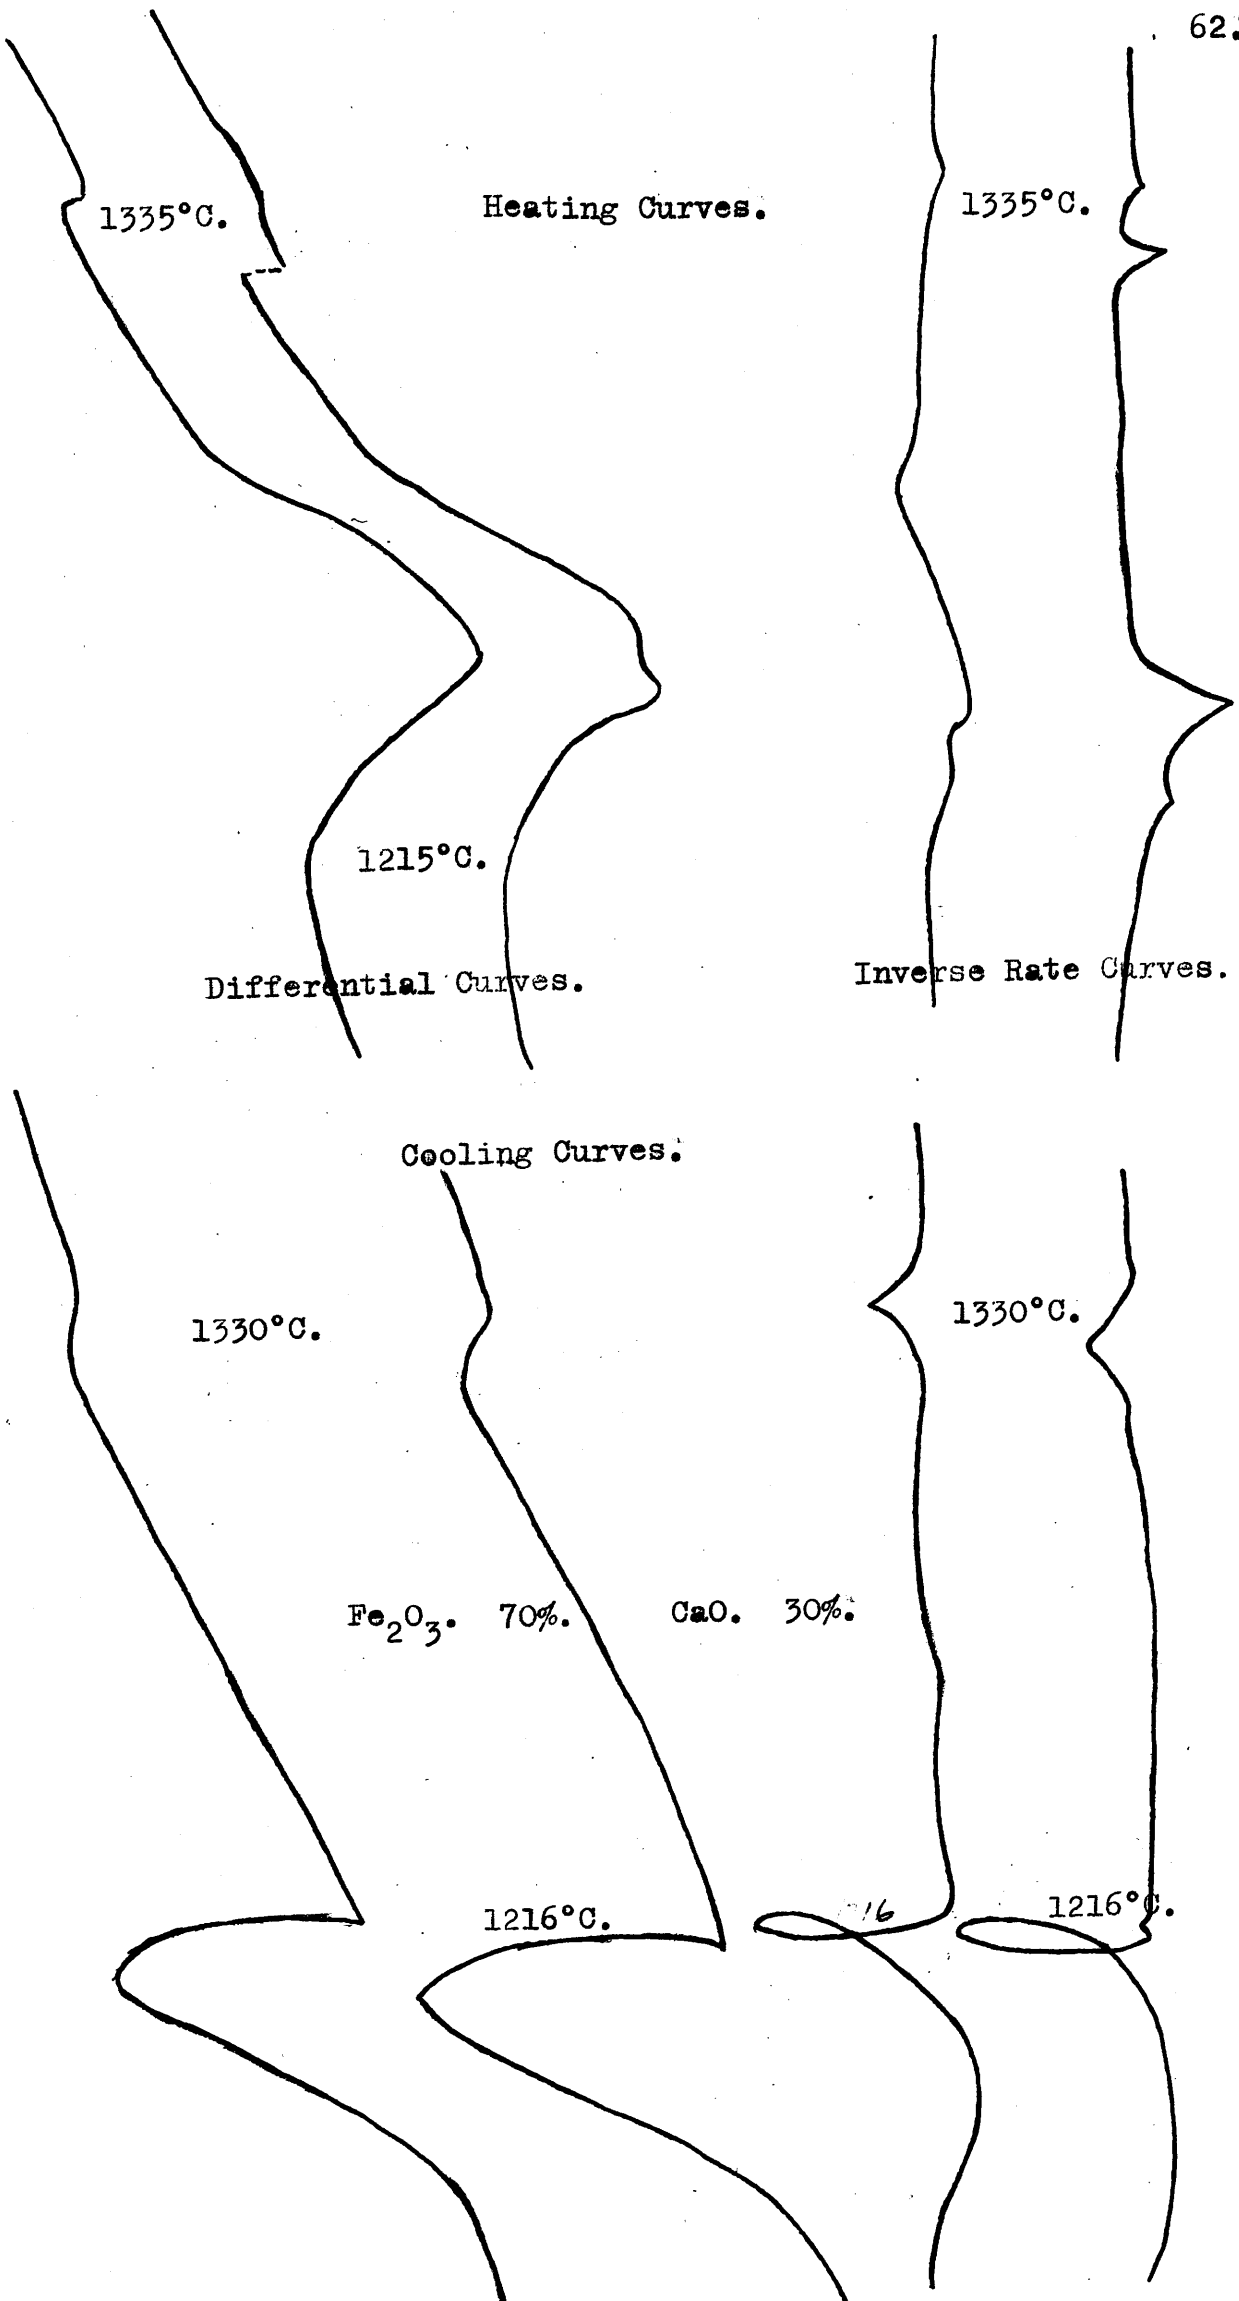 62.
1335°C.
Heating Curves.
1335°C.
1215°C.
Differential Curves.
Inverse Rate Curves.
Cooling Curves.
1330°C.
1330°C.
Fe₂O₃. 70%. CaO. 30%.
1216°C.
16
1216°C.